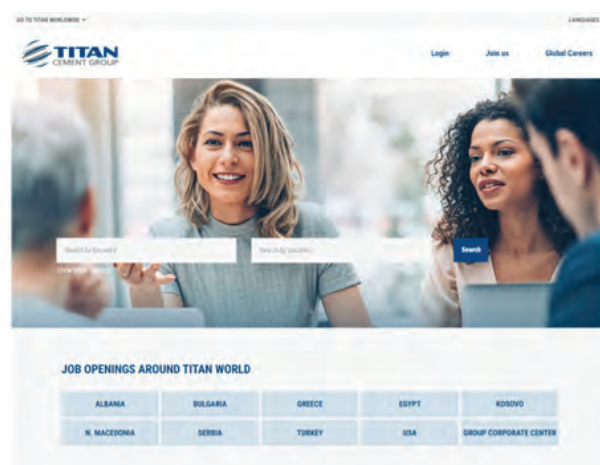 GO TO TITAN WORLDWIDE
LANGUAGES
TITAN
CEMENT GROUP
Login Join us Global Careers
Search by Keyword Search by Location Search
JOB OPENINGS AROUND TITAN WORLD
ALBANIA BULGARIA GREECE EGYPT KOSOVO
N. MACEDONIA SERBIA TURKEY USA GROUP CORPORATE CENTER